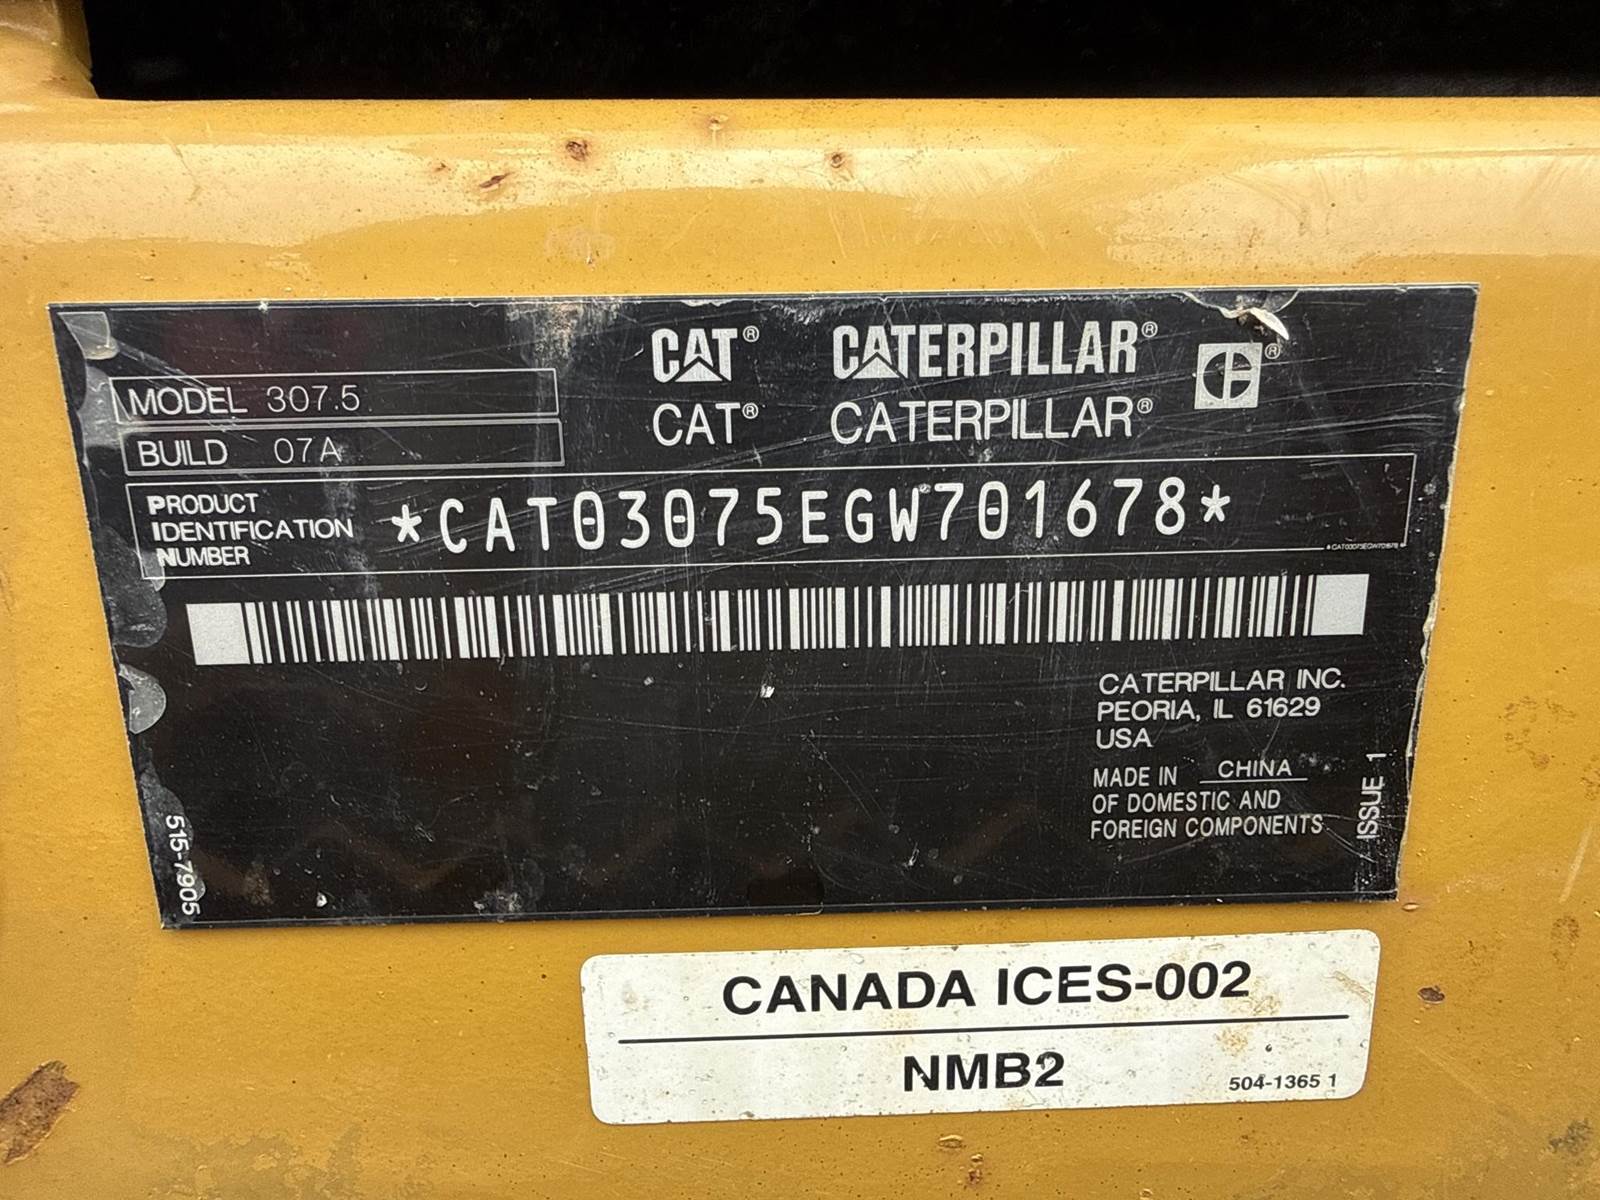 CAT® CATERPILLAR® ®
CAT® CATERPILLAR®
MODEL 307.5
BUILD 07A
PRODUCT
IDENTIFICATION
NUMBER
*CAT03075EGW701678*
*CAT03075EGW701678*
CATERPILLAR INC.
PEORIA, IL 61629
USA
MADE IN CHINA
OF DOMESTIC AND
FOREIGN COMPONENTS
ISSUE 1
515-7905
CANADA ICES-002
NMB2
504-1365 1